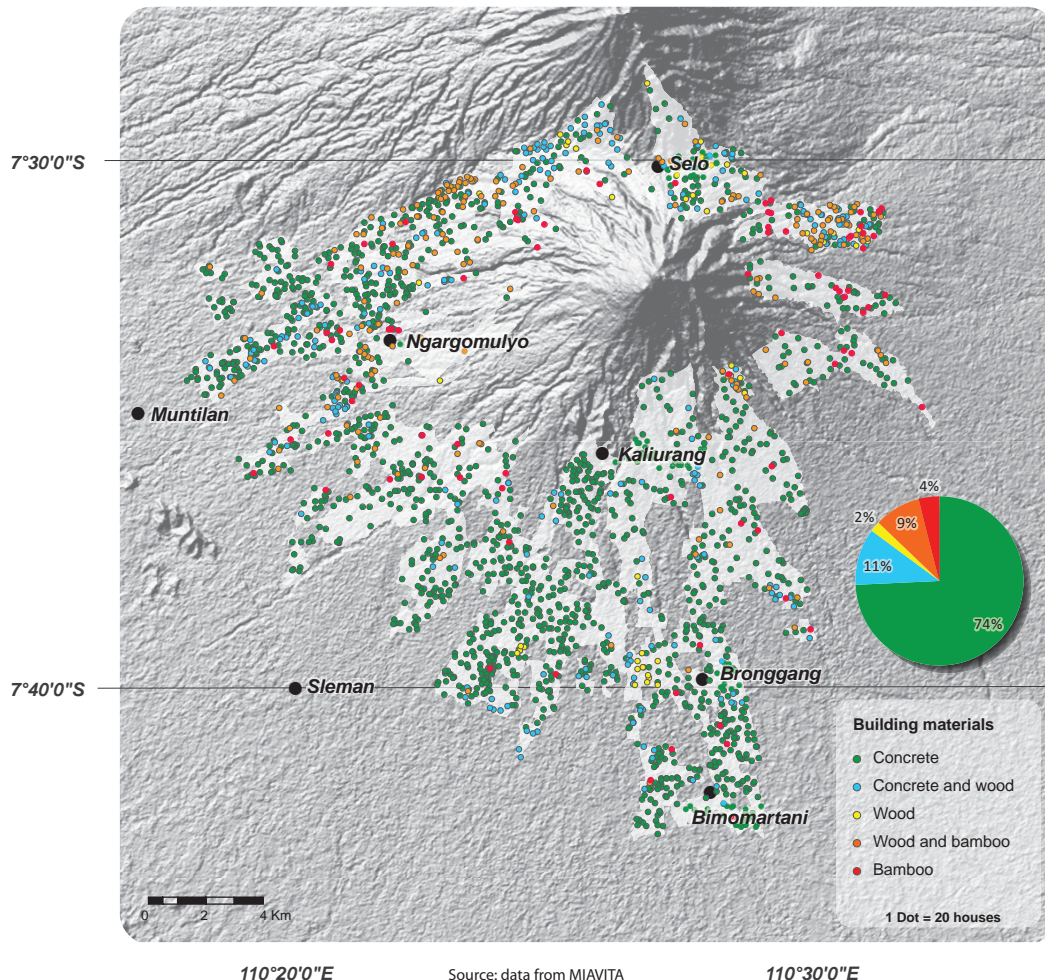 7°30'0"S
Selo
Ngargomulyo
Muntilan
Kaliurang
4%
2%
9%
11%
74%
Bronggang
7°40'0"S
Sleman
Building materials
Concrete
Concrete and wood
Wood
Wood and bamboo
Bamboo
1 Dot = 20 houses
Bimomartani
0 2 4 Km
110°20'0"E
Source: data from MIAVITA
110°30'0"E